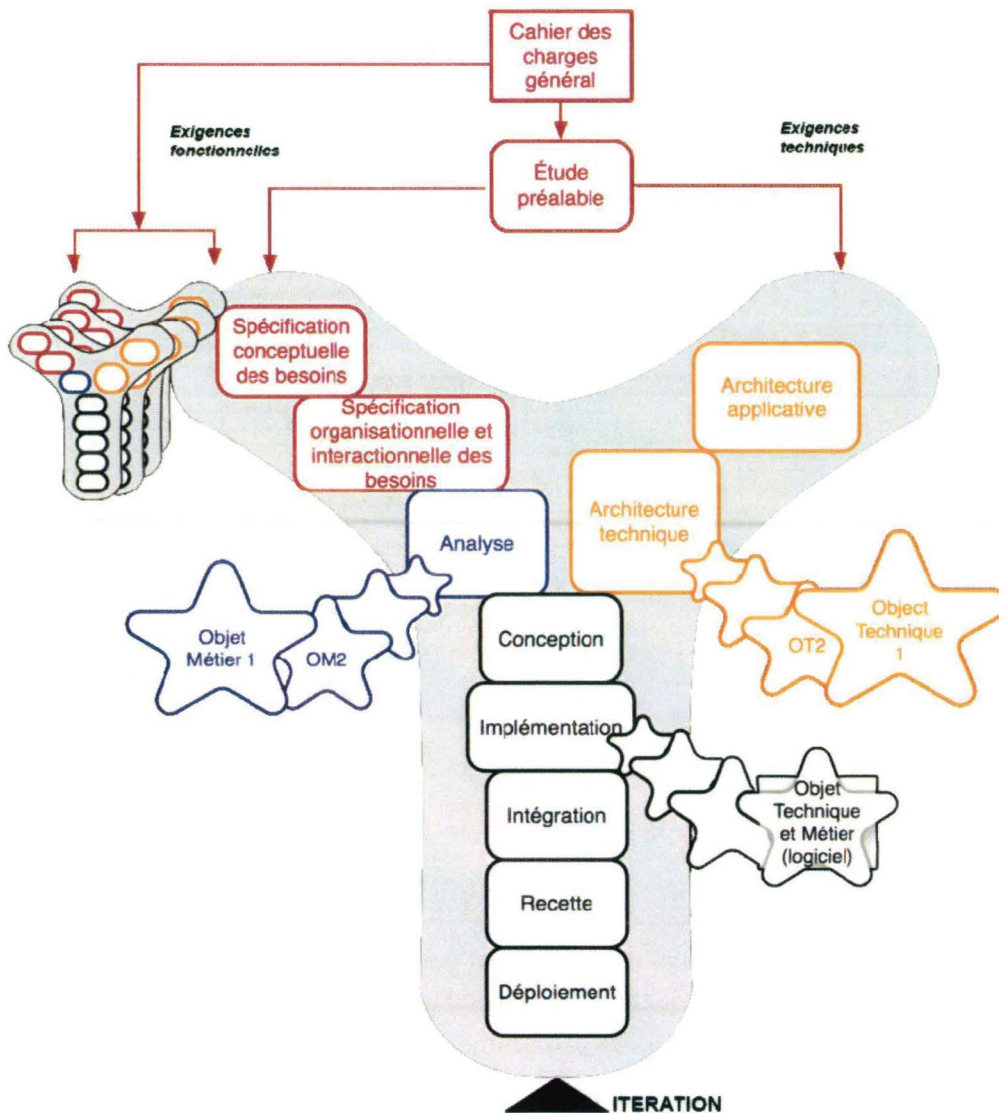 Cahier des
charges
général
Exigences
fonctionnelles
Exigences
techniques
Étude
préalable
Spécification
conceptuelle
des besoins
Architecture
applicative
Spécification
organisationnelle et
interactionnelle des
besoins
Architecture
technique
Analyse
Objet
Métier 1
OM2
OT2
Object
Technique
1
Conception
Implémentation
Intégration
Objet
Technique
et Métier
(logiciel)
Recette
Déploiement
ITERATION